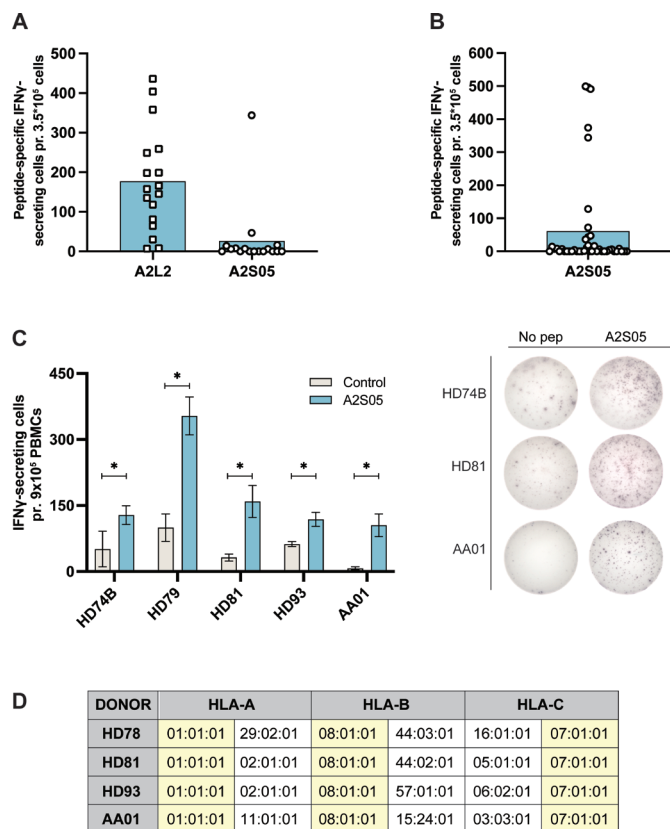 A
Peptide-specific IFNγ-
secreting cells pr. 3.5*10⁵ cells
500
400
300
200
100
0
A2L2
A2S05
B
Peptide-specific IFNγ-
secreting cells pr. 3.5*10⁵ cells
600
500
400
300
200
100
0
A2S05
C
IFNγ-secreting cells
pr. 9x10⁵ PBMCs
450
300
150
0
* * * * *
Control
A2S05
HD74B
HD79
HD81
HD93
AA01
No pep A2S05
HD74B
HD81
AA01
D
DONOR HLA-A HLA-B HLA-C
HD78 01:01:01 29:02:01 08:01:01 44:03:01 16:01:01 07:01:01
HD81 01:01:01 02:01:01 08:01:01 44:02:01 05:01:01 07:01:01
HD93 01:01:01 02:01:01 08:01:01 57:01:01 06:02:01 07:01:01
AA01 01:01:01 11:01:01 08:01:01 15:24:01 03:03:01 07:01:01